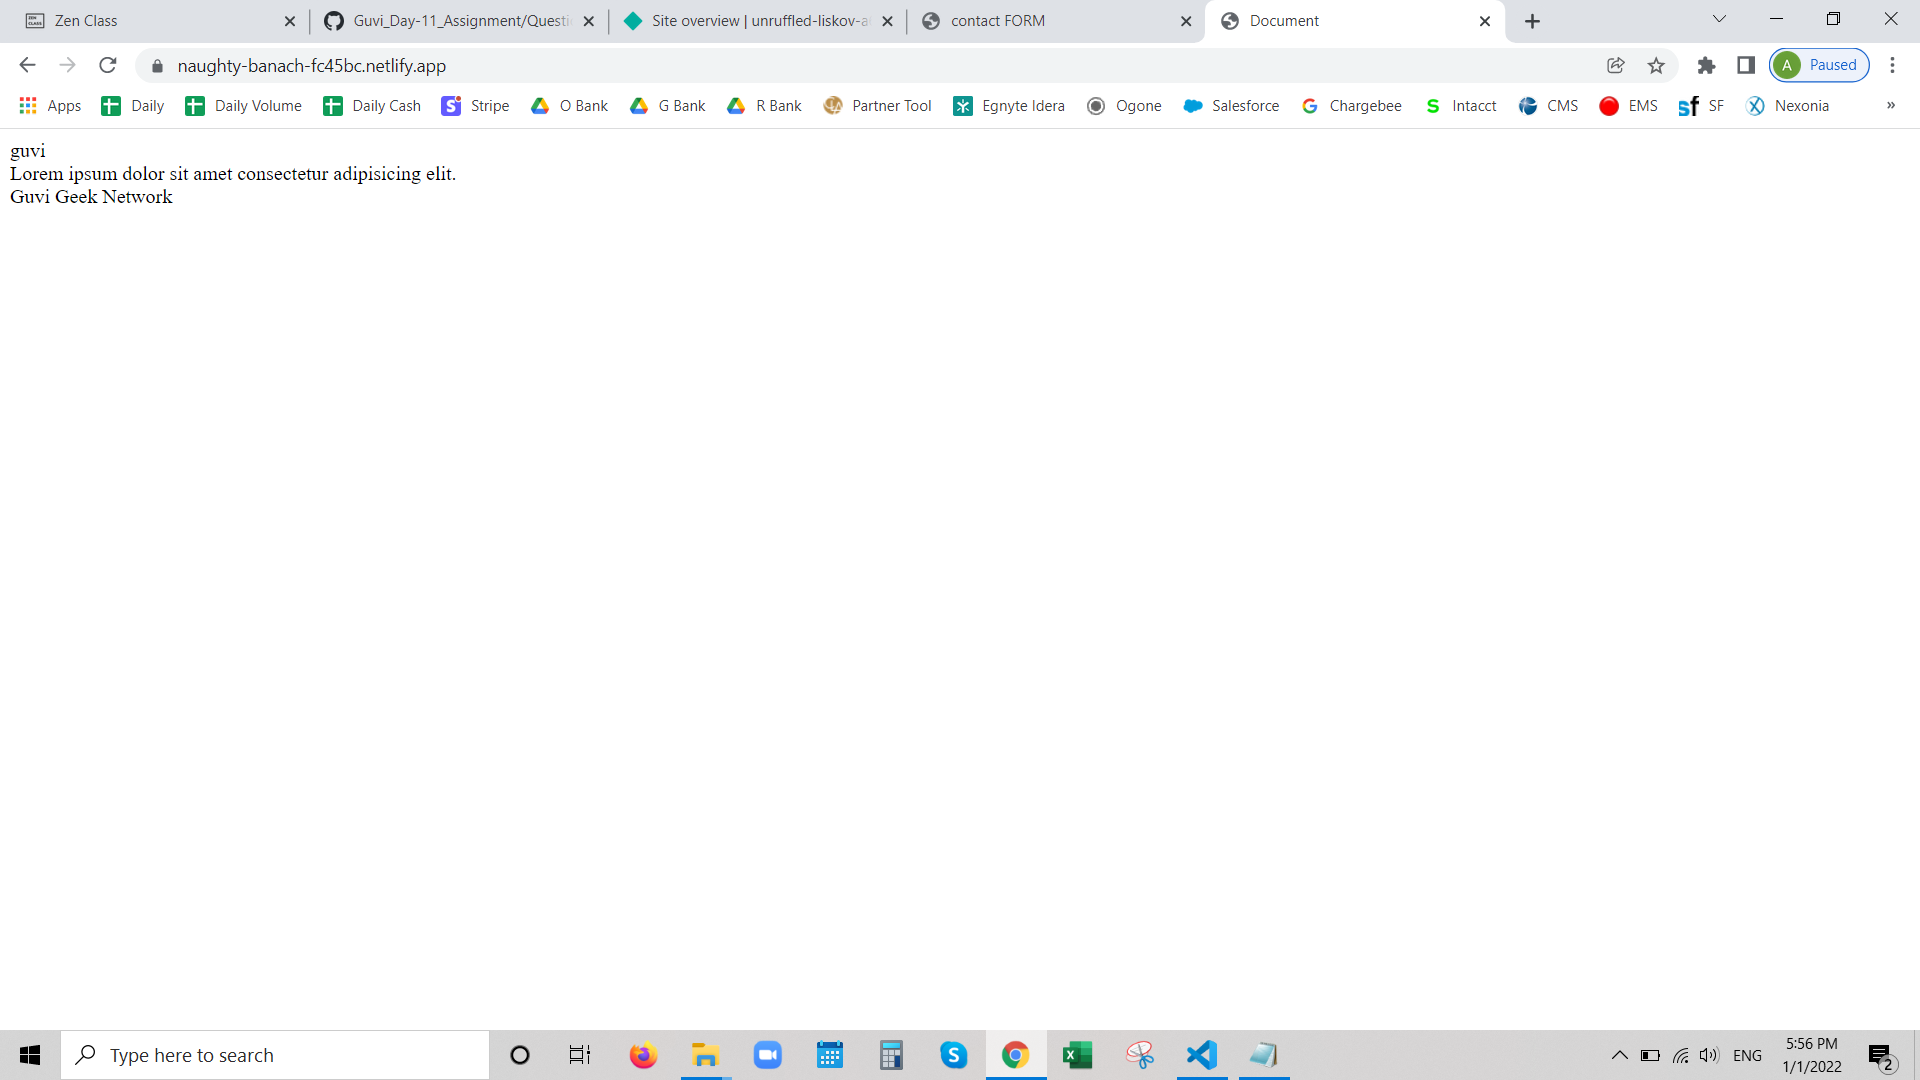 Zen Class
Guvi_Day-11_Assignment/Questi
Site overview | unruffled-liskov-a
contact FORM
Document
naughty-banach-fc45bc.netlify.app
A
Paused
Apps
Daily
Daily Volume
Daily Cash
Stripe
O Bank
G Bank
R Bank
Partner Tool
Egnyte Idera
Ogone
Salesforce
Chargebee
Intacct
CMS
EMS
SF
Nexonia
»
guvi
Lorem ipsum dolor sit amet consectetur adipisicing elit.
Guvi Geek Network
Type here to search
ENG
5:56 PM
1/1/2022
2